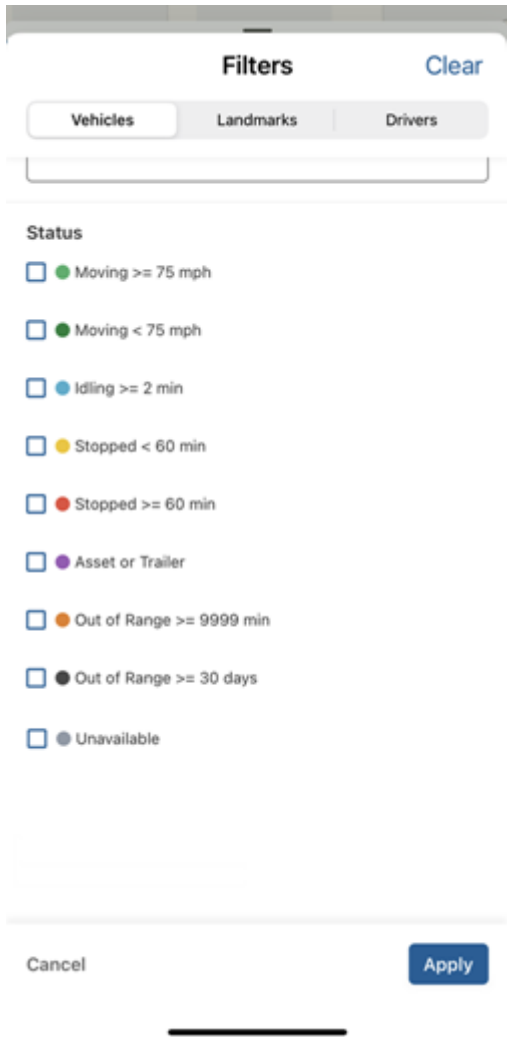 Filters
Clear
Vehicles
Landmarks
Drivers
Status
Moving >= 75 mph
Moving < 75 mph
Idling >= 2 min
Stopped < 60 min
Stopped >= 60 min
Asset or Trailer
Out of Range >= 9999 min
Out of Range >= 30 days
Unavailable
Cancel
Apply